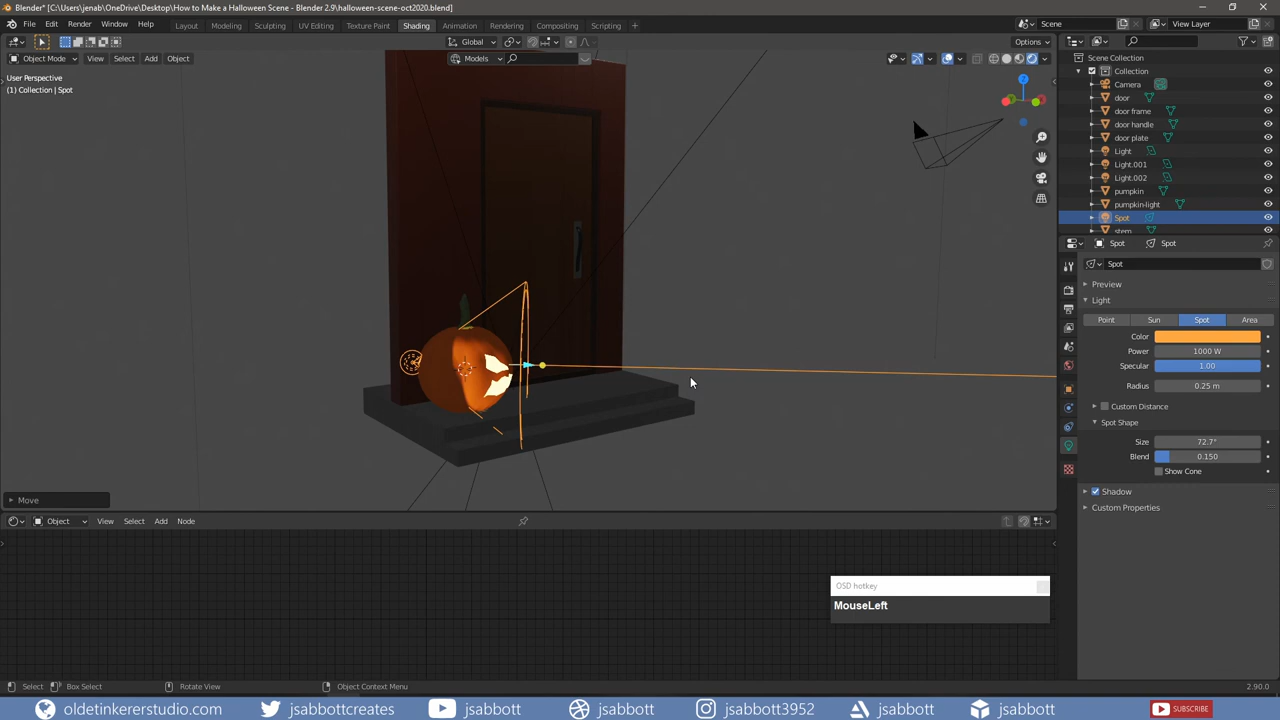 Blender* [C:\Users\jenab\OneDrive\Desktop\How to Make a Halloween Scene - Blender 2.9\halloween-scene-oct2020.blend]
File Edit Render Window Help Layout Modeling Sculpting UV Editing Texture Paint Shading Animation Rendering Compositing Scripting + Scene View Layer
Global Options
Object Mode View Select Add Object Models
User Perspective
(1) Collection | Spot
Scene Collection
Collection
Camera
door
door frame
door handle
door plate
Light
Light.001
Light.002
pumpkin
pumpkin-light
Spot
stem
Spot Spot
Spot
Preview
Light
Point Sun Spot Area
Color
Power 1000 W
Specular 1.00
Radius 0.25 m
Custom Distance
Spot Shape
Size 72.7°
Blend 0.150
Show Cone
Shadow
Custom Properties
Z
Move
Object View Select Add Node
OSD hotkey
MouseLeft
Select Box Select Rotate View Object Context Menu 2.90.0
oldetinkererstudio.com jsabbottcreates jsabbott jsabbott jsabbott3952 jsabbott jsabbott SUBSCRIBE